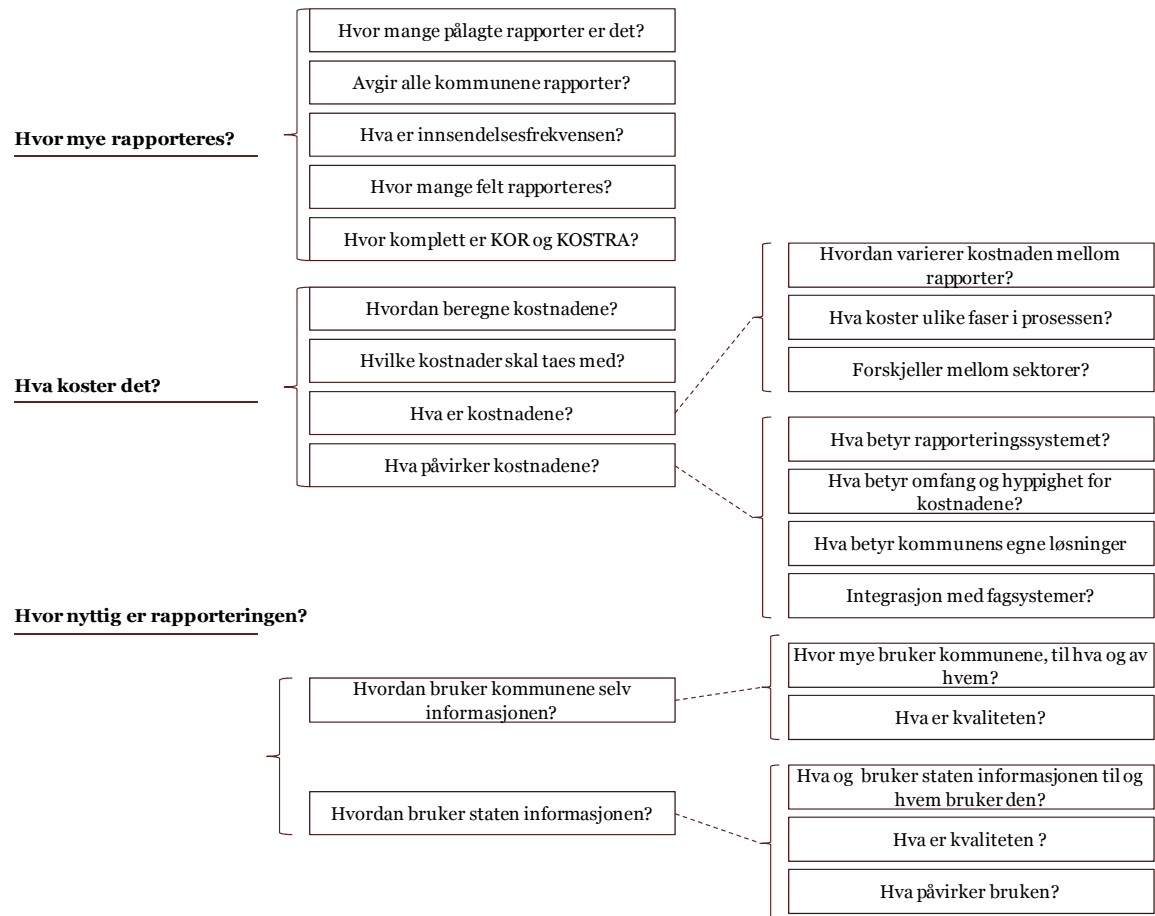 Hvor mye rapporteres?
Hvor mange pålagte rapporter er det?
Avgir alle kommunene rapporter?
Hva er innsendelsesfrekvensen?
Hvor mange felt rapporteres?
Hvor komplett er KOR og KOSTRA?
Hva koster det?
Hvordan beregne kostnadene?
Hvilke kostnader skal taes med?
Hva er kostnadene?
Hva påvirker kostnadene?
Hvordan varierer kostnaden mellom
rapporter?
Hva koster ulike faser i prosessen?
Forskjeller mellom sektorer?
Hva betyr rapporteringssystemet?
Hva betyr omfang og hyppighet for
kostnadene?
Hva betyr kommunens egne løsninger
Integrasjon med fagsystemer?
Hvor nyttig er rapporteringen?
Hvordan bruker kommunene selv
informasjonen?
Hvordan bruker staten informasjonen?
Hvor mye bruker kommunene, til hva og av
hvem?
Hva er kvaliteten?
Hva og bruker staten informasjonen til og
hvem bruker den?
Hva er kvaliteten ?
Hva påvirker bruken?